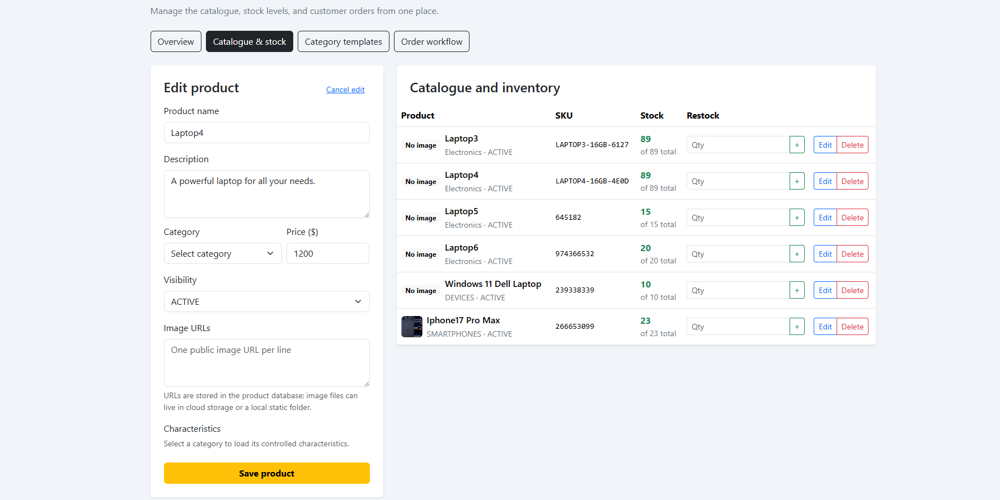 Manage the catalogue, stock levels, and customer orders from one place.
Overview
Catalogue & stock
Category templates
Order workflow
Edit product
Cancel edit
Product name
Laptop4
Description
A powerful laptop for all your needs.
Category
Price ($)
Select category
1200
Visibility
ACTIVE
Image URLs
One public image URL per line
URLs are stored in the product database; image files can
live in cloud storage or a local static folder.
Characteristics
Select a category to load its controlled characteristics.
Save product
Catalogue and inventory
Product SKU Stock Restock
No image
Laptop3
Electronics · ACTIVE
LAPTOP3-16GB-6127
89
of 89 total
Qty + Edit Delete
No image
Laptop4
Electronics · ACTIVE
LAPTOP4-16GB-4E0D
89
of 89 total
Qty + Edit Delete
No image
Laptop5
Electronics · ACTIVE
645182
15
of 15 total
Qty + Edit Delete
No image
Laptop6
Electronics · ACTIVE
974366532
20
of 20 total
Qty + Edit Delete
No image
Windows 11 Dell Laptop
DEVICES · ACTIVE
239338339
10
of 10 total
Qty + Edit Delete
Iphone17 Pro Max
SMARTPHONES · ACTIVE
266653099
23
of 23 total
Qty + Edit Delete